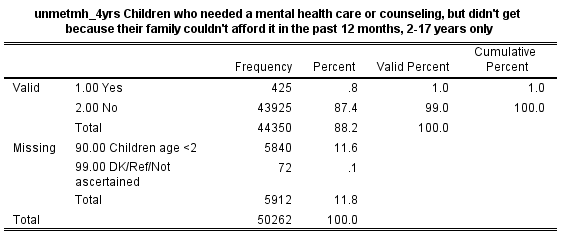 unmetmh_4yrs Children who needed a mental health care or counseling, but didn't get
because their family couldn't afford it in the past 12 months, 2-17 years only
Frequency Percent Valid Percent Cumulative
Percent
Valid 1.00 Yes 425 .8 1.0 1.0
2.00 No 43925 87.4 99.0 100.0
Total 44350 88.2 100.0
Missing 90.00 Children age <2 5840 11.6
99.00 DK/Ref/Not
ascertained 72 .1
Total 5912 11.8
Total 50262 100.0